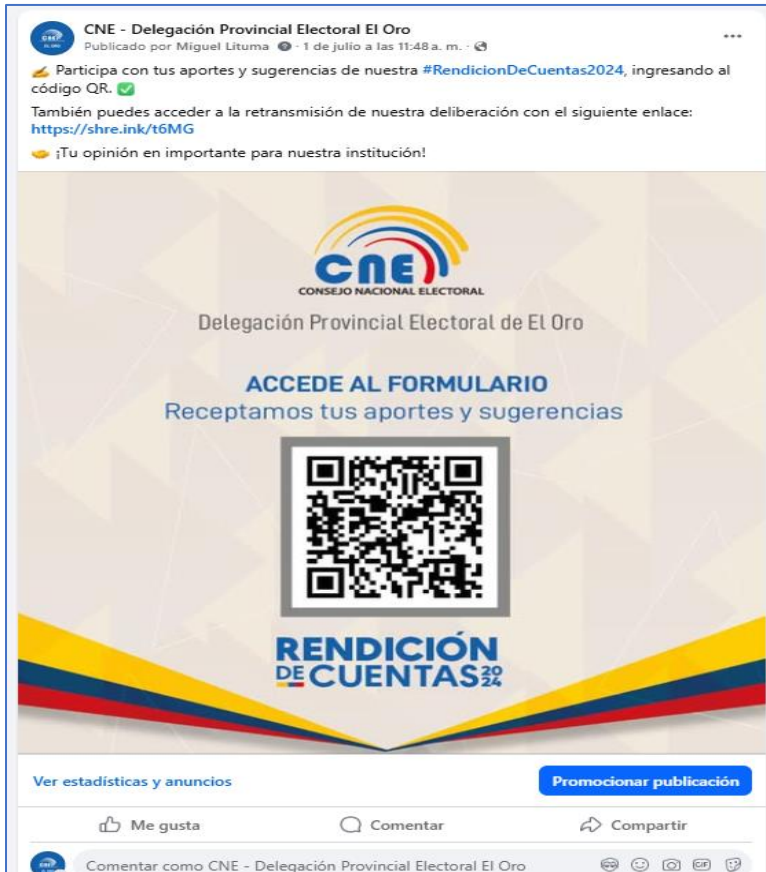 CNE - Delegación Provincial Electoral El Oro
Publicado por Miguel Lituma · 1 de julio a las 11:48 a. m. ·
Participa con tus aportes y sugerencias de nuestra #RendicionDeCuentas2024, ingresando al
código QR.
También puedes acceder a la retransmisión de nuestra deliberación con el siguiente enlace:
https://shre.ink/t6MG
¡Tu opinión en importante para nuestra institución!
CNE
CONSEJO NACIONAL ELECTORAL
Delegación Provincial Electoral de El Oro
ACCEDE AL FORMULARIO
Receptamos tus aportes y sugerencias
RENDICIÓN
DE CUENTAS 2024
Ver estadísticas y anuncios
Promocionar publicación
Me gusta
Comentar
Compartir
Comentar como CNE - Delegación Provincial Electoral El Oro
GIF